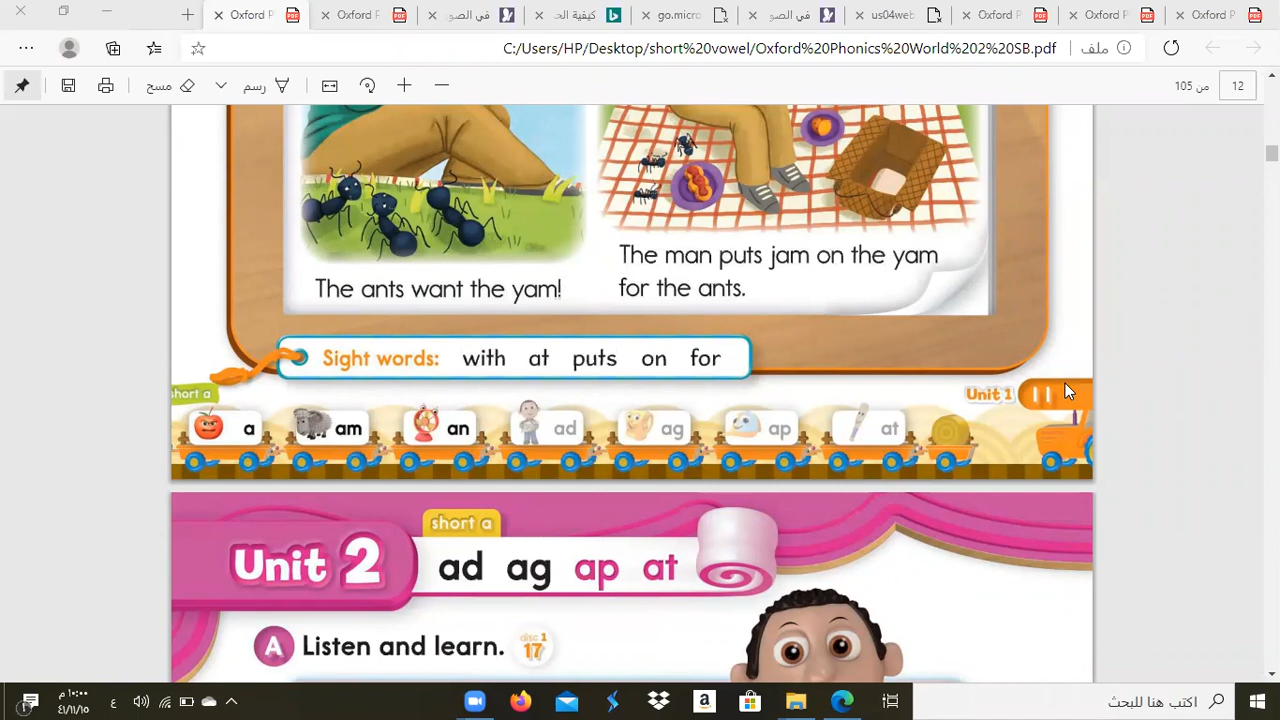 Oxford P
Oxford P
في الصو
كيفية الح
go.micro
في الصو
us04web
Oxford P
Oxford P
Oxford P
C:/Users/HP/Desktop/short%20vowel/Oxford%20Phonics%20World%202%20SB.pdf
ملف
مسح
رسم
من 105
12
The ants want the yam!
The man puts jam on the yam
for the ants.
Sight words: with at puts on for
short a
Unit 1 11
a am an ad ag ap at
short a
Unit 2
ad ag ap at
A Listen and learn. disc 1 17
اكتب هنا للبحث